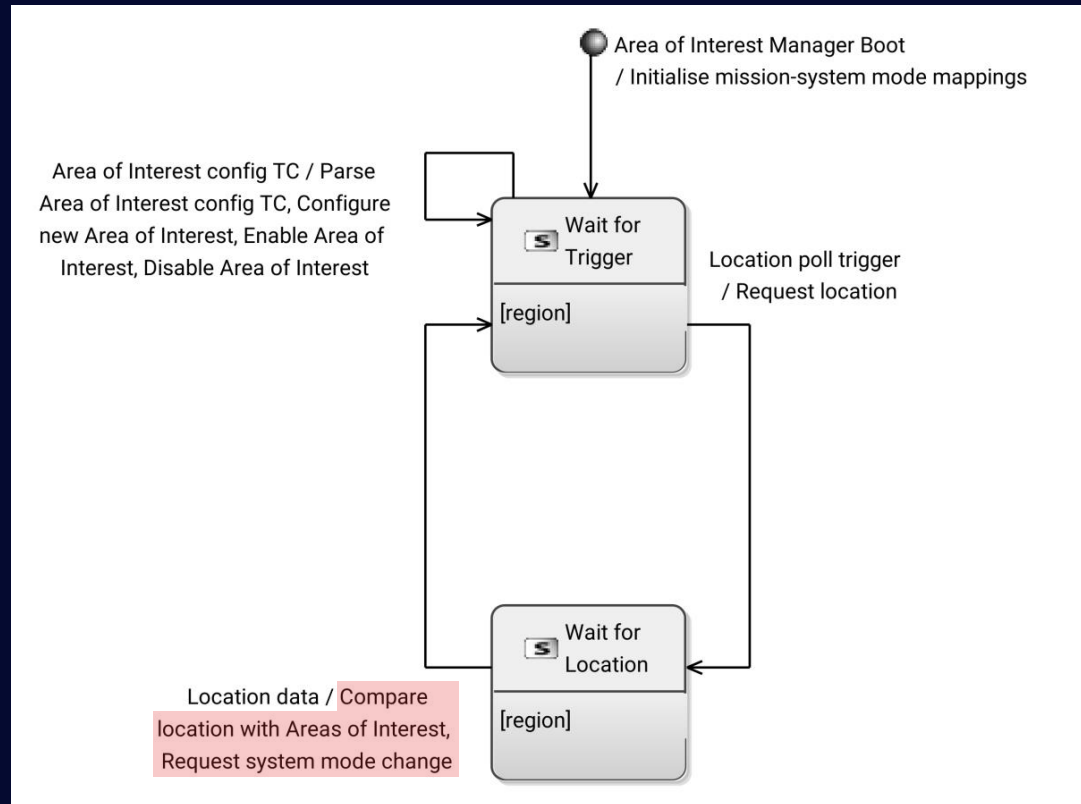 Area of Interest Manager Boot
/ Initialise mission-system mode mappings
Area of Interest config TC / Parse
Area of Interest config TC, Configure
new Area of Interest, Enable Area of
Interest, Disable Area of Interest
S
Wait for
Trigger
[region]
Location poll trigger
/ Request location
S
Wait for
Location
[region]
Location data / Compare
location with Areas of Interest,
Request system mode change